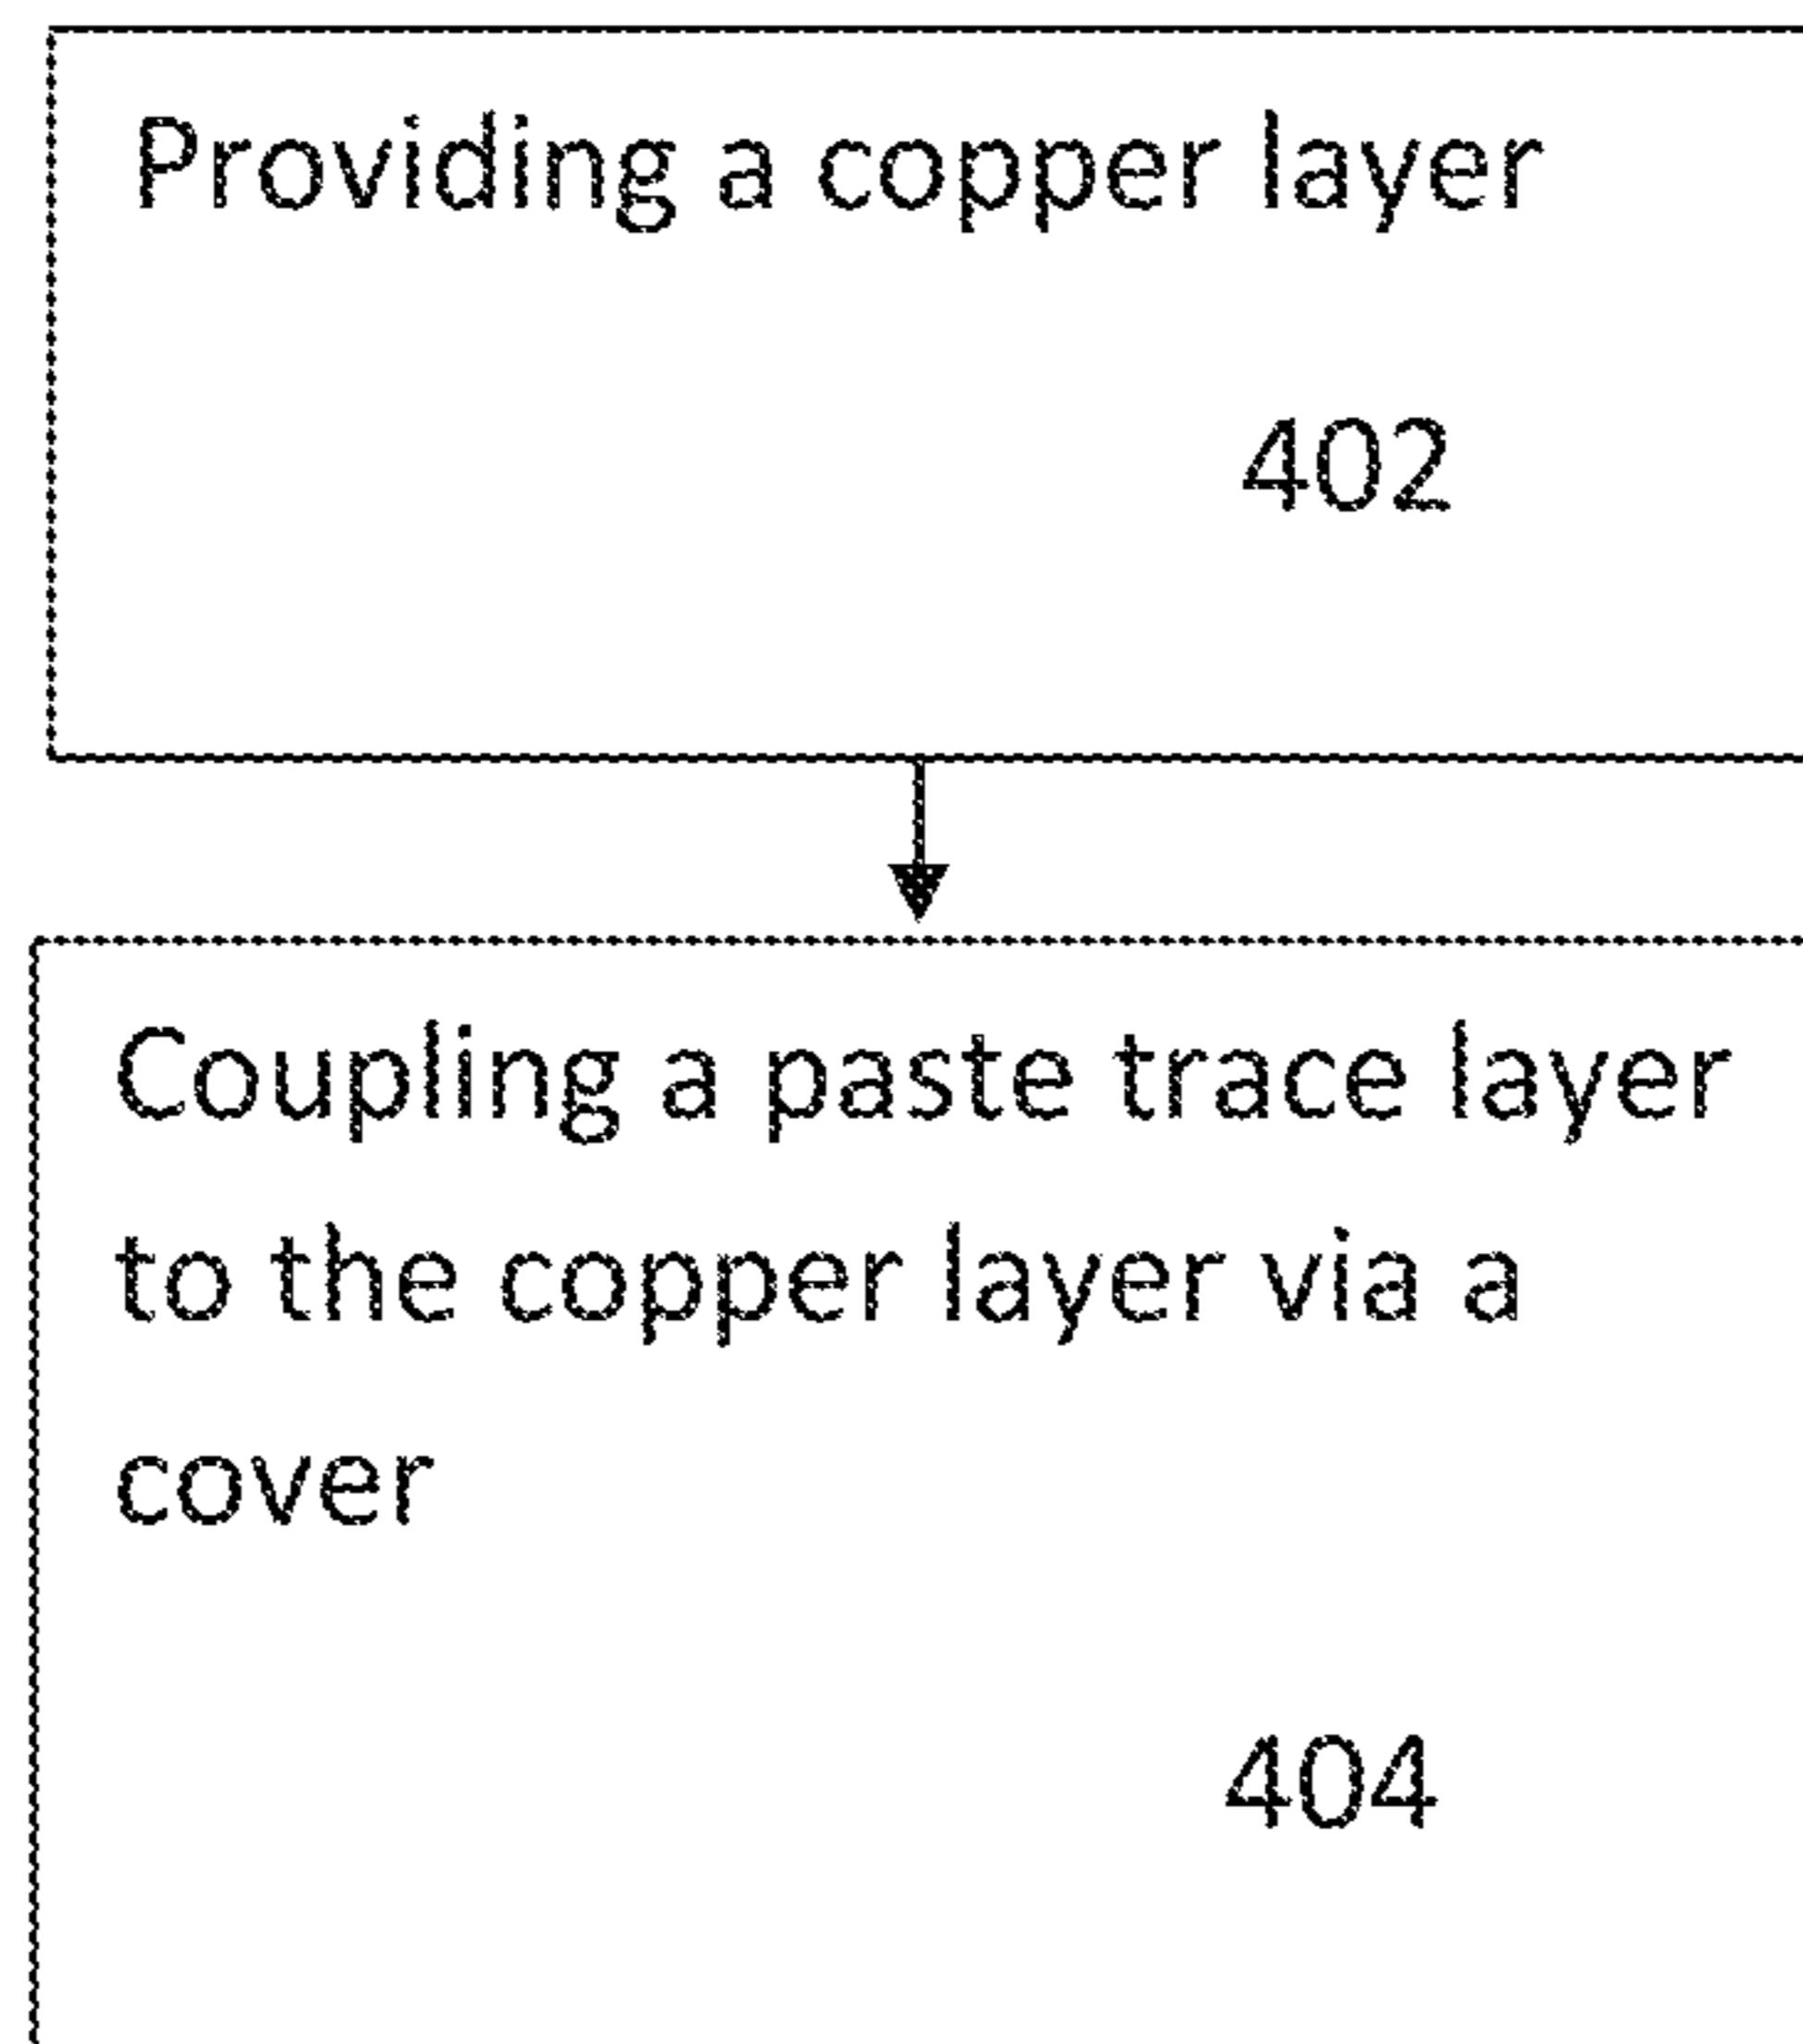 Providing a copper layer
402
Coupling a paste trace layer
to the copper layer via a
cover
404